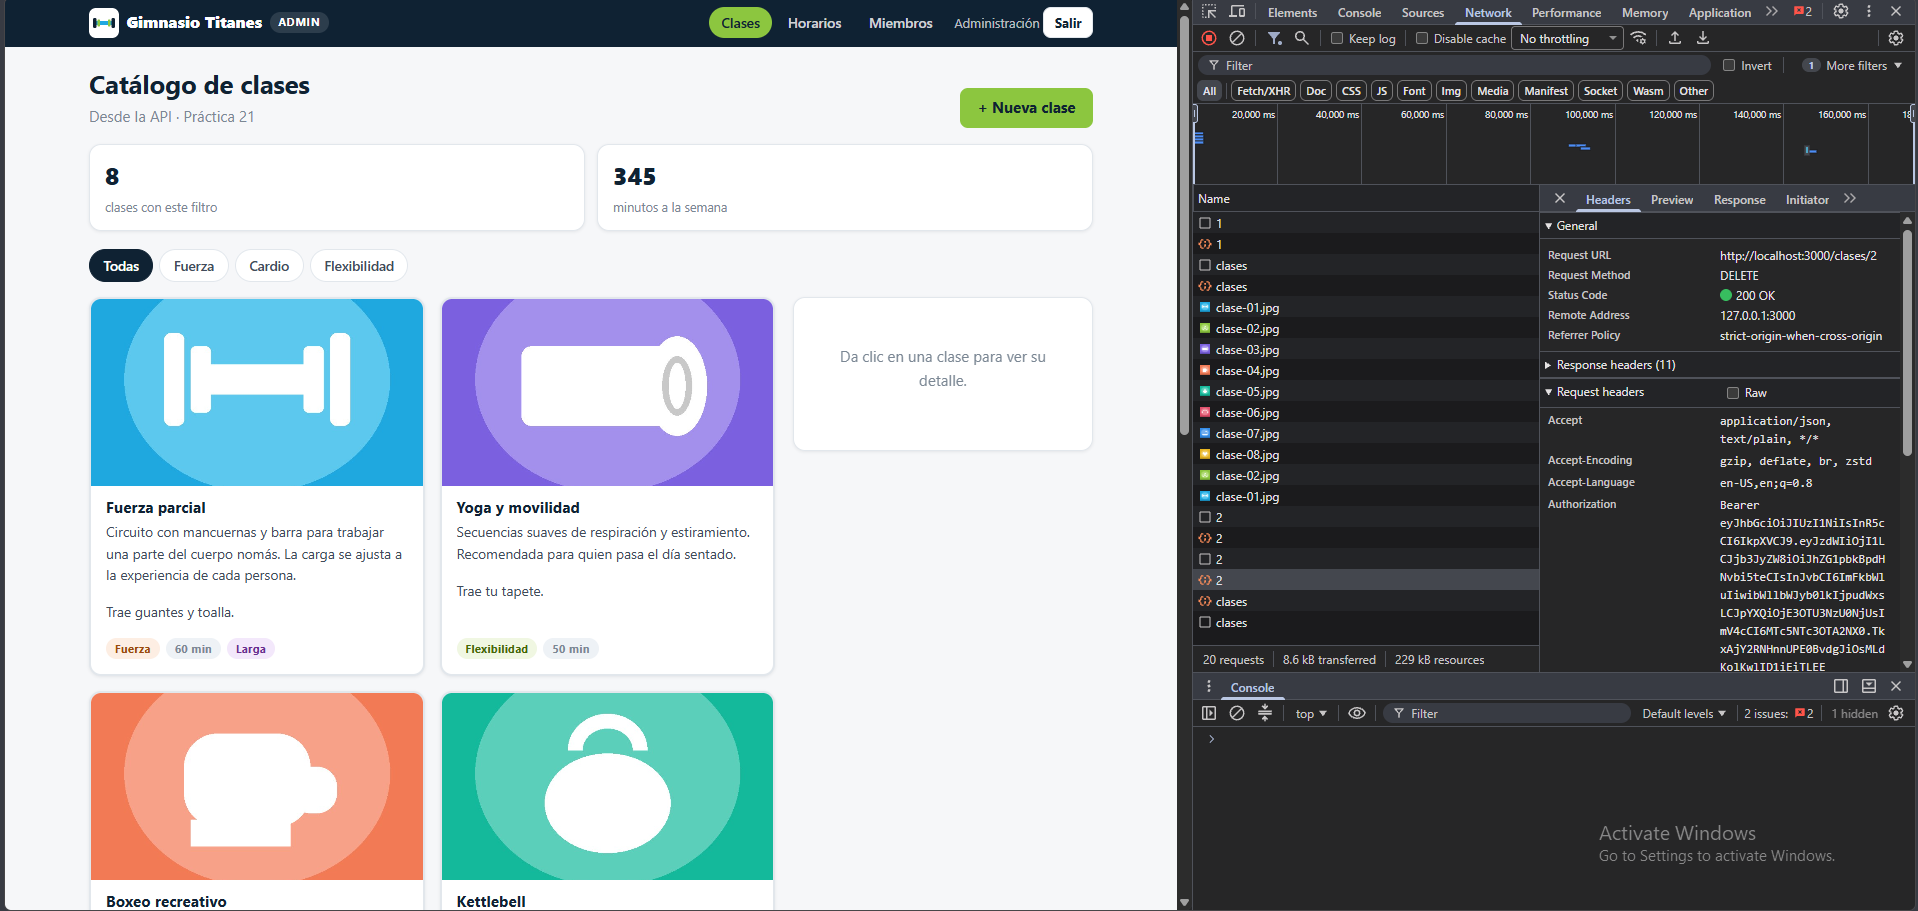 Gimnasio Titanes ADMIN
Clases Horarios Miembros Administración Salir
Catálogo de clases
Desde la API · Práctica 21
+ Nueva clase
8
clases con este filtro
345
minutos a la semana
Todas Fuerza Cardio Flexibilidad
Fuerza parcial
Circuito con mancuernas y barra para trabajar
una parte del cuerpo nomás. La carga se ajusta a
la experiencia de cada persona.
Trae guantes y toalla.
Fuerza 60 min Larga
Yoga y movilidad
Secuencias suaves de respiración y estiramiento.
Recomendada para quien pasa el día sentado.
Trae tu tapete.
Flexibilidad 50 min
Da clic en una clase para ver su
detalle.
Boxeo recreativo
Kettlebell
Elements Console Sources Network Performance Memory Application 2
Keep log Disable cache No throttling
Filter Invert 1 More filters
All Fetch/XHR Doc CSS JS Font Img Media Manifest Socket Wasm Other
20,000 ms 40,000 ms 60,000 ms 80,000 ms 100,000 ms 120,000 ms 140,000 ms 160,000 ms
Name
1
1
clases
clases
clase-01.jpg
clase-02.jpg
clase-03.jpg
clase-04.jpg
clase-05.jpg
clase-06.jpg
clase-07.jpg
clase-08.jpg
clase-02.jpg
clase-01.jpg
2
2
2
2
clases
clases
20 requests 8.6 kB transferred 229 kB resources
Headers Preview Response Initiator
General
Request URL http://localhost:3000/clases/2
Request Method DELETE
Status Code 200 OK
Remote Address 127.0.0.1:3000
Referrer Policy strict-origin-when-cross-origin
Response headers (11)
Request headers Raw
Accept application/json,
text/plain, */*
Accept-Encoding gzip, deflate, br, zstd
Accept-Language en-US,en;q=0.8
Authorization Bearer
Console
top Filter Default levels 2 issues: 2 1 hidden
Activate Windows
Go to Settings to activate Windows.